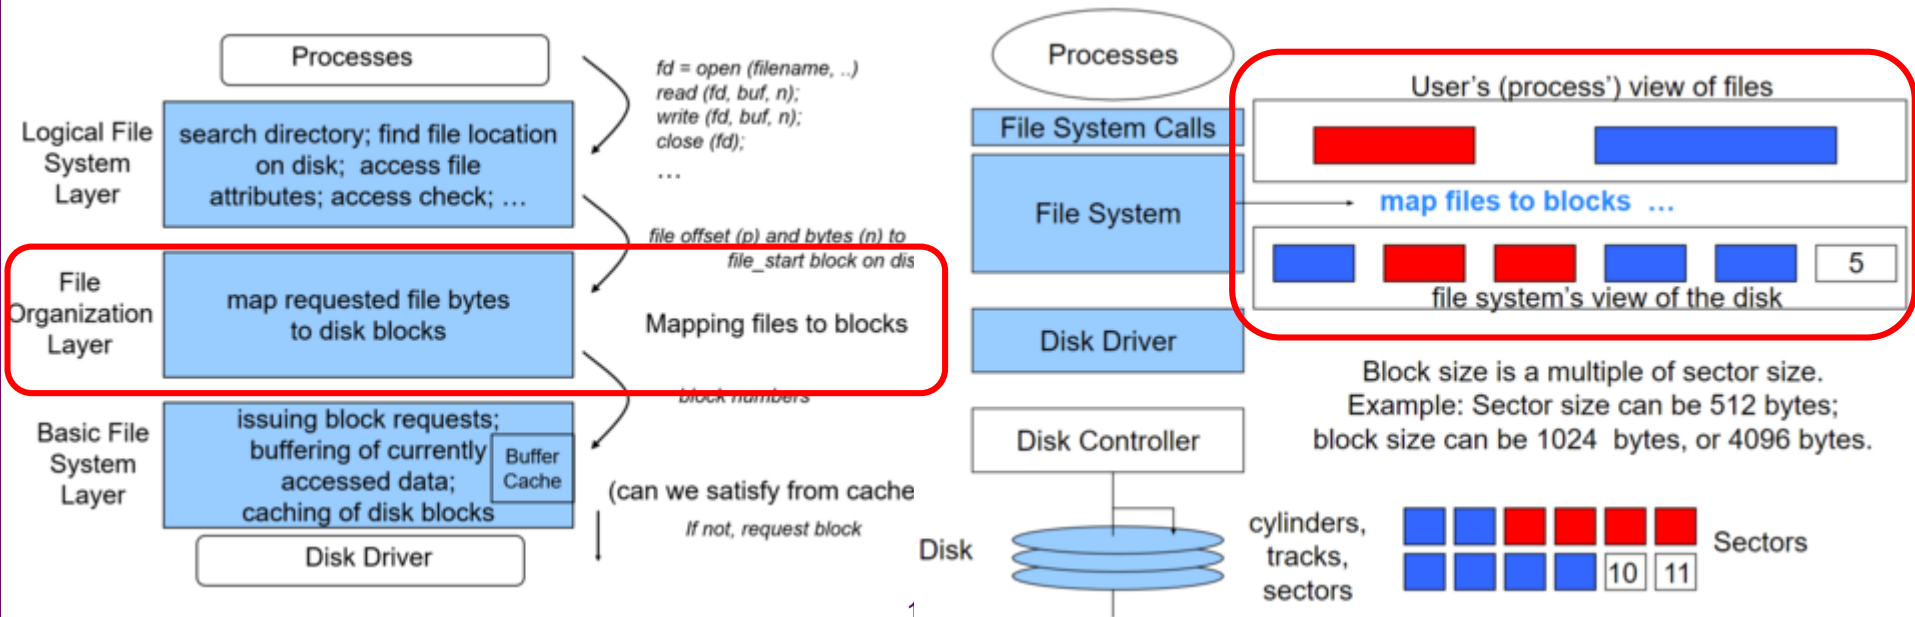 Processes
fd = open (filename, ..)
read (fd, buf, n);
write (fd, buf, n);
close (fd);
...
Logical File
System
Layer
search directory; find file location
on disk; access file
attributes; access check; ...
file offset (p) and bytes (n) to
file_start block on dis
File
Organization
Layer
map requested file bytes
to disk blocks
Mapping files to blocks
block numbers
Basic File
System
Layer
issuing block requests;
buffering of currently
accessed data;
caching of disk blocks
Buffer
Cache
(can we satisfy from cache
If not, request block
Disk Driver
Processes
File System Calls
File System
Disk Driver
Disk Controller
Disk
User's (process') view of files
map files to blocks ...
5
file system's view of the disk
Block size is a multiple of sector size.
Example: Sector size can be 512 bytes;
block size can be 1024 bytes, or 4096 bytes.
cylinders,
tracks,
sectors
10 11
Sectors